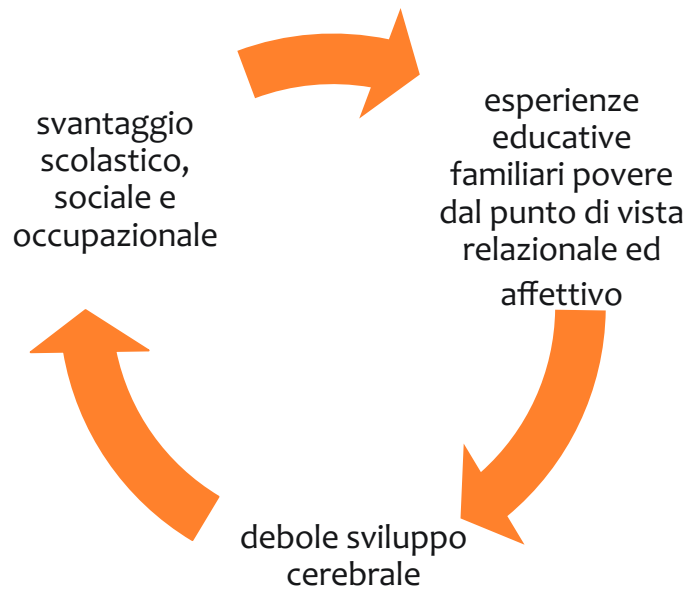 svantaggio
scolastico,
sociale e
occupazionale
esperienze
educative
familiari povere
dal punto di vista
relazionale ed
affettivo
debole sviluppo
cerebrale